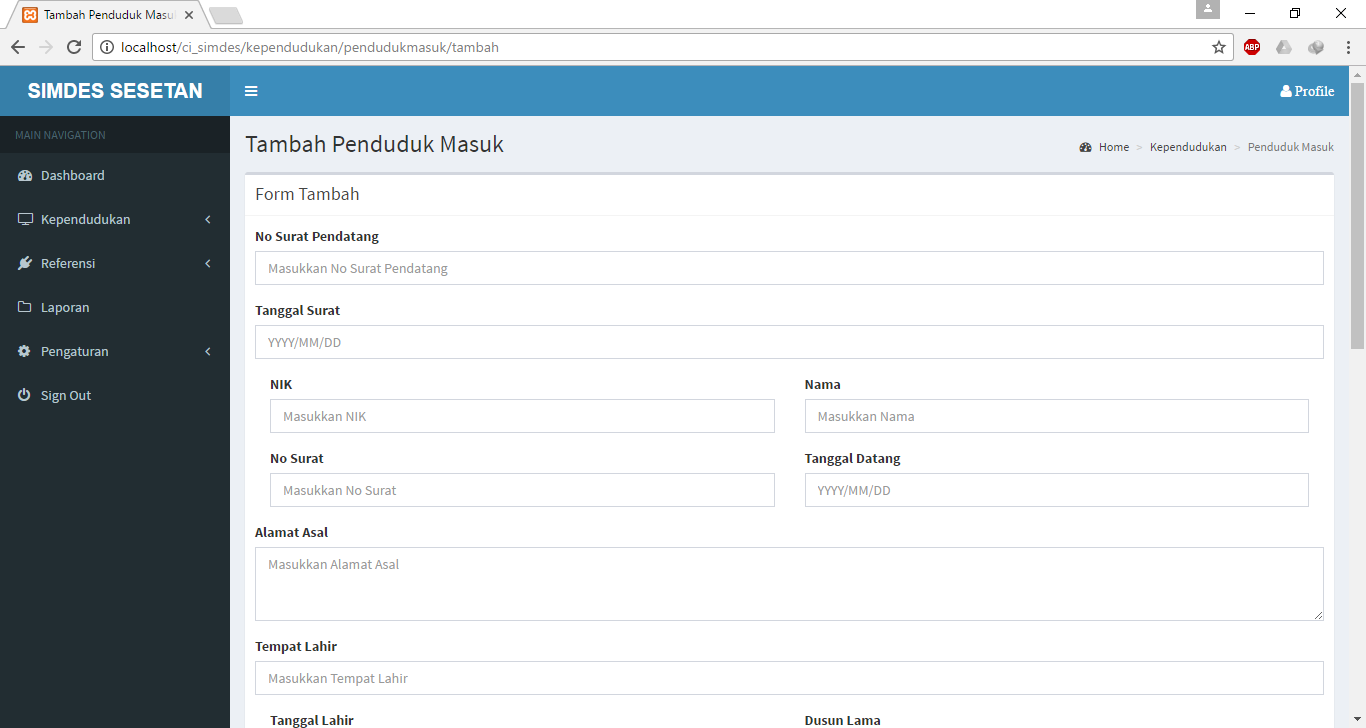 Tambah Penduduk Masu
localhost/ci_simdes/kependudukan/pendudukmasuk/tambah
ABP
SIMDES SESETAN
Profile
MAIN NAVIGATION
Dashboard
Kependudukan
Referensi
Laporan
Pengaturan
Sign Out
Tambah Penduduk Masuk
Home > Kependudukan > Penduduk Masuk
Form Tambah
No Surat Pendatang
Masukkan No Surat Pendatang
Tanggal Surat
YYYY/MM/DD
NIK Nama
Masukkan NIK Masukkan Nama
No Surat Tanggal Datang
Masukkan No Surat YYYY/MM/DD
Alamat Asal
Masukkan Alamat Asal
Tempat Lahir
Masukkan Tempat Lahir
Tanggal Lahir Dusun Lama